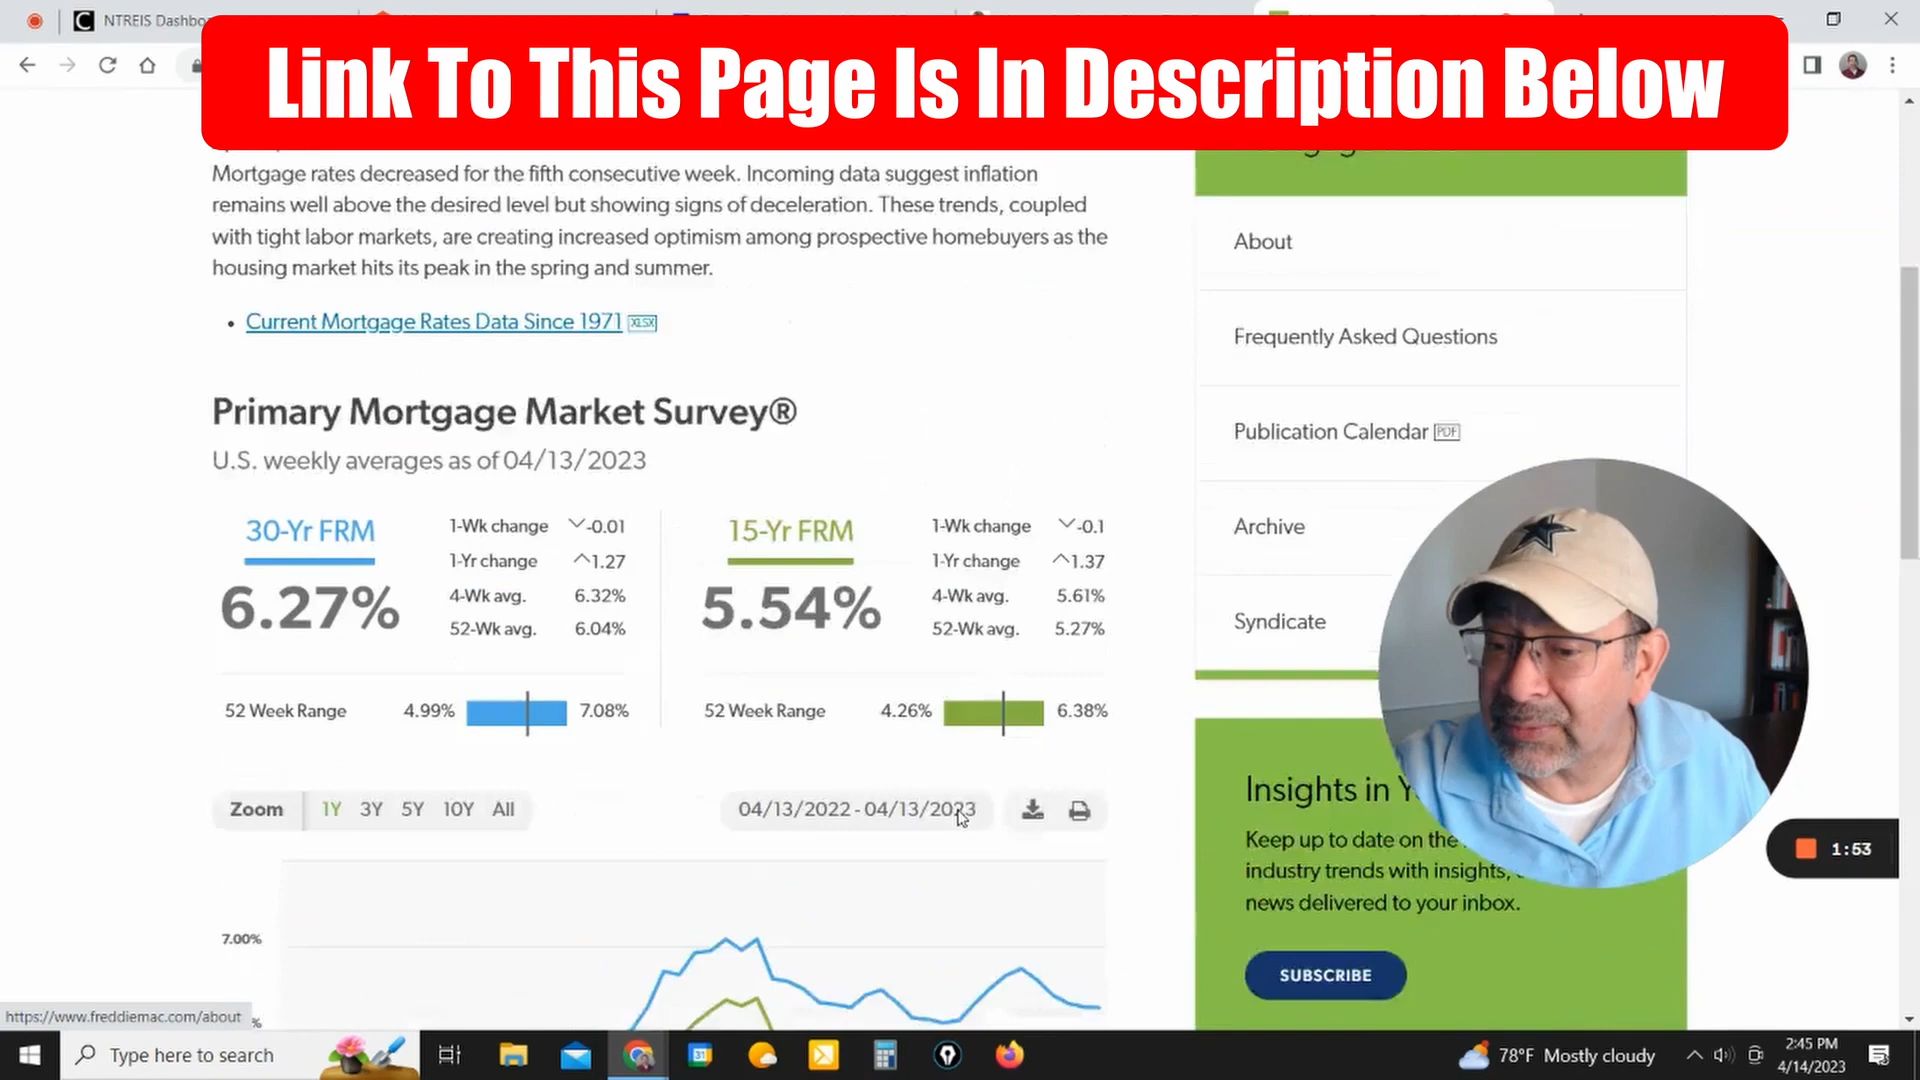 NTREIS Dashbo
Link To This Page Is In Description Below
Mortgage rates decreased for the fifth consecutive week. Incoming data suggest inflation
remains well above the desired level but showing signs of deceleration. These trends, coupled
with tight labor markets, are creating increased optimism among prospective homebuyers as the
housing market hits its peak in the spring and summer.
• Current Mortgage Rates Data Since 1971 XLSX
Primary Mortgage Market Survey®
U.S. weekly averages as of 04/13/2023
30-Yr FRM
6.27%
1-Wk change -0.01
1-Yr change 1.27
4-Wk avg. 6.32%
52-Wk avg. 6.04%
52 Week Range 4.99% 7.08%
15-Yr FRM
5.54%
1-Wk change -0.1
1-Yr change 1.37
4-Wk avg. 5.61%
52-Wk avg. 5.27%
52 Week Range 4.26% 6.38%
Zoom 1Y 3Y 5Y 10Y All
04/13/2022 - 04/13/2023
7.00%
%
About
Frequently Asked Questions
Publication Calendar PDF
Archive
Syndicate
Insights in Y
Keep up to date on the
industry trends with insights,
news delivered to your inbox.
SUBSCRIBE
1:53
https://www.freddiemac.com/about
Type here to search
31
78°F Mostly cloudy
2:45 PM
4/14/2023